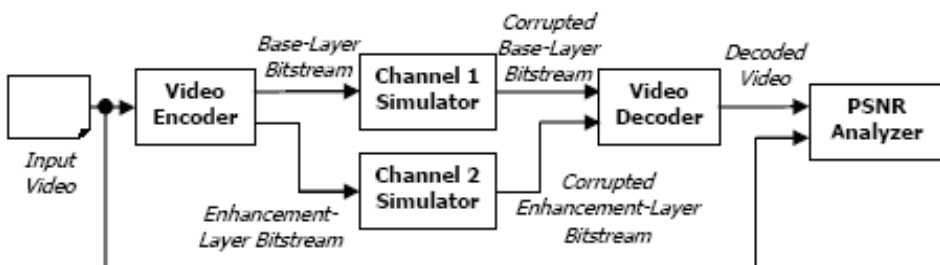 Input
Video
Video
Encoder
Base-Layer
Bitstream
Enhancement-
Layer Bitstream
Channel 1
Simulator
Channel 2
Simulator
Corrupted
Base-Layer
Bitstream
Corrupted
Enhancement-Layer
Bitstream
Video
Decoder
Decoded
Video
PSNR
Analyzer